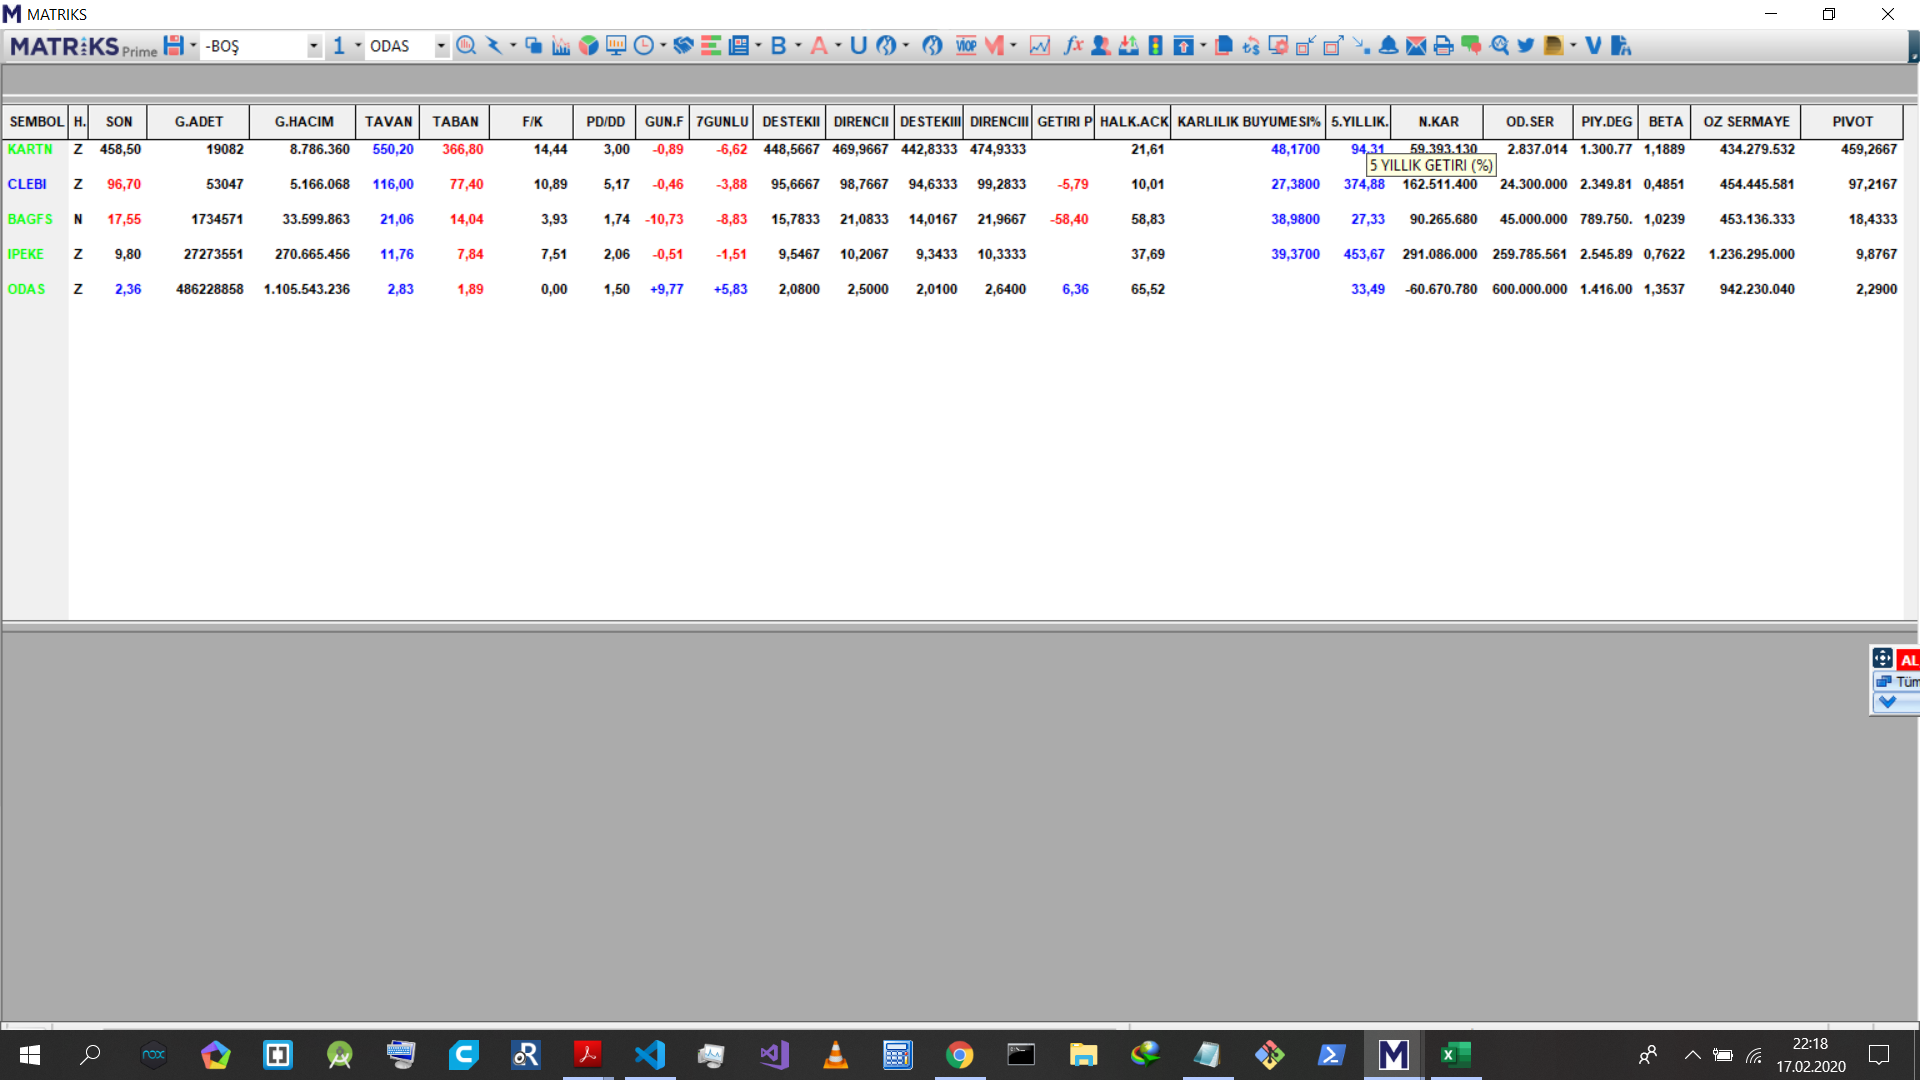 MATRIKS
MATRiKS Prime -BOŞ 1 ODAS B A U VIOP M fx V
SEMBOL H. SON G.ADET G.HACIM TAVAN TABAN F/K PD/DD GUN.F 7GUNLU DESTEKII DIRENCII DESTEKIII DIRENCIII GETIRI P HALK.ACK KARLILIK BUYUMESI% 5.YILLIK. N.KAR OD.SER PIY.DEG BETA OZ SERMAYE PIVOT
KARTN Z 458,50 19082 8.786.360 550,20 366,80 14,44 3,00 -0,89 -6,62 448,5667 469,9667 442,8333 474,9333 21,61 48,1700 94,31 59.393.130 2.837.014 1.300.77 1,1889 434.279.532 459,2667
5 YILLIK GETIRI (%)
CLEBI Z 96,70 53047 5.166.068 116,00 77,40 10,89 5,17 -0,46 -3,88 95,6667 98,7667 94,6333 99,2833 -5,79 10,01 27,3800 374,88 162.511.400 24.300.000 2.349.81 0,4851 454.445.581 97,2167
BAGFS N 17,55 1734571 33.599.863 21,06 14,04 3,93 1,74 -10,73 -8,83 15,7833 21,0833 14,0167 21,9667 -58,40 58,83 38,9800 27,33 90.265.680 45.000.000 789.750. 1,0239 453.136.333 18,4333
IPEKE Z 9,80 27273551 270.665.456 11,76 7,84 7,51 2,06 -0,51 -1,51 9,5467 10,2067 9,3433 10,3333 37,69 39,3700 453,67 291.086.000 259.785.561 2.545.89 0,7622 1.236.295.000 9,8767
ODAS Z 2,36 486228858 1.105.543.236 2,83 1,89 0,00 1,50 +9,77 +5,83 2,0800 2,5000 2,0100 2,6400 6,36 65,52 33,49 -60.670.780 600.000.000 1.416.00 1,3537 942.230.040 2,2900
AL
Tüm
nox R M X
22:18
17.02.2020